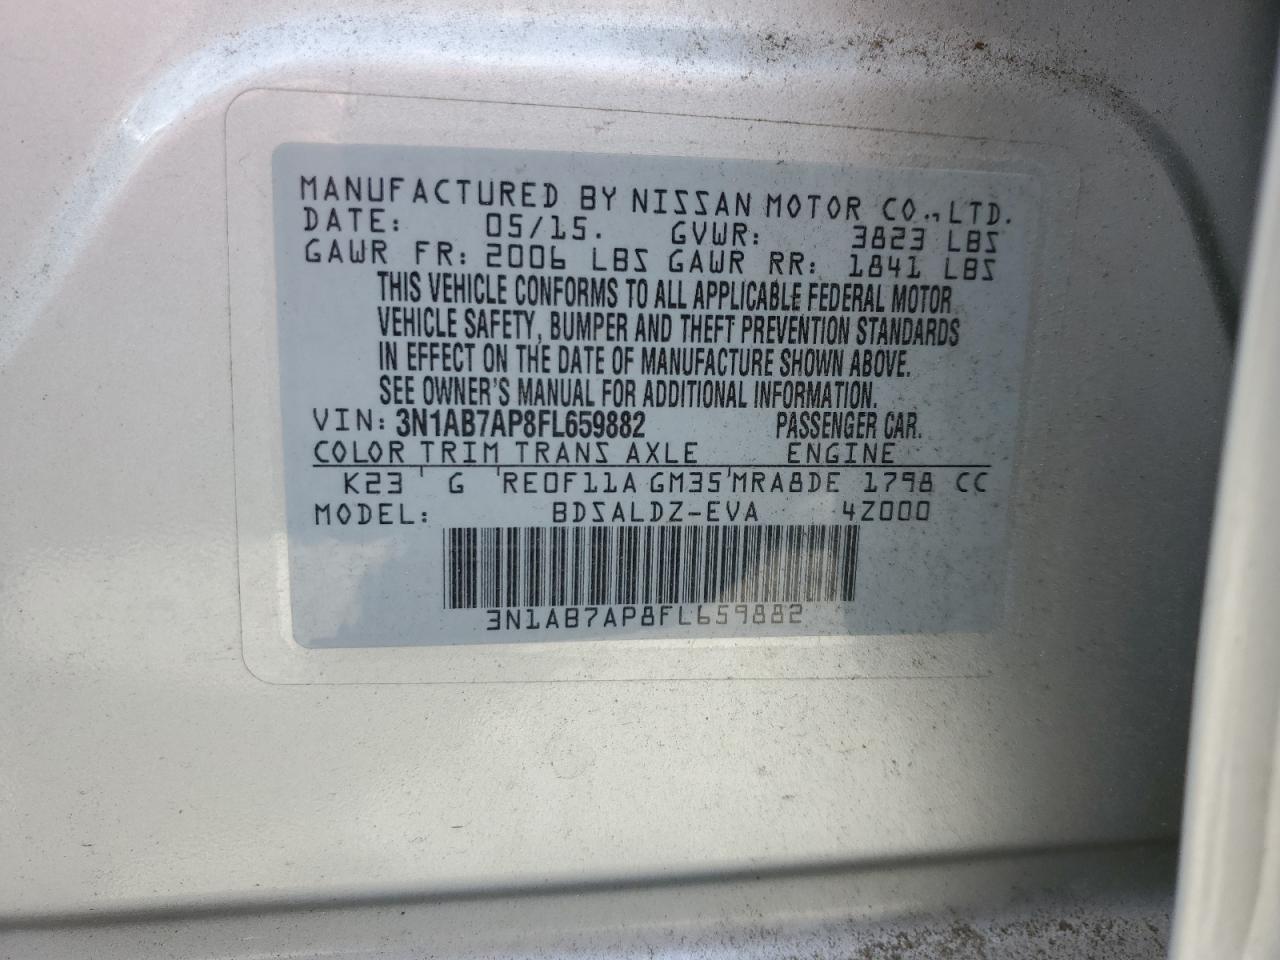 MANUFACTURED BY NISSAN MOTOR CO., LTD.
DATE: 05/15. GVWR: 3823 LBS
GAWR FR: 2006 LBS GAWR RR: 1841 LBS
THIS VEHICLE CONFORMS TO ALL APPLICABLE FEDERAL MOTOR
VEHICLE SAFETY, BUMPER AND THEFT PREVENTION STANDARDS
IN EFFECT ON THE DATE OF MANUFACTURE SHOWN ABOVE.
SEE OWNER'S MANUAL FOR ADDITIONAL INFORMATION.
VIN: 3N1AB7AP8FL659882 PASSENGER CAR.
COLOR TRIM TRANS AXLE ENGINE
K23 G RE0F11A GM35 MRA8DE 1798 CC
MODEL: BDSALDZ-EVA 4Z000
3N1AB7AP8FL659882